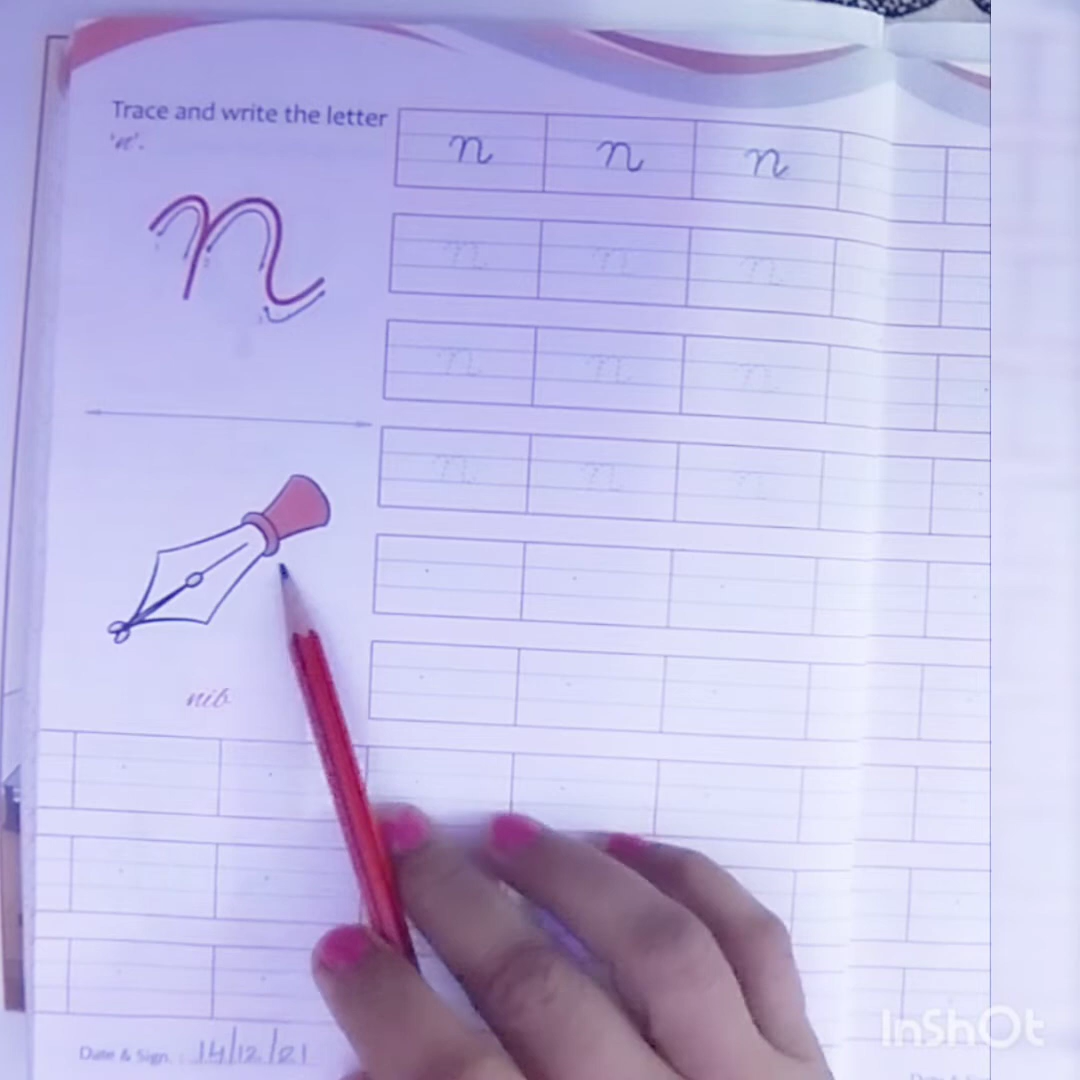 Trace and write the letter
'n'.
n n n
n
n n n
n n n
n n n
nib
Date & Sign. : 14/12/21
InShOt